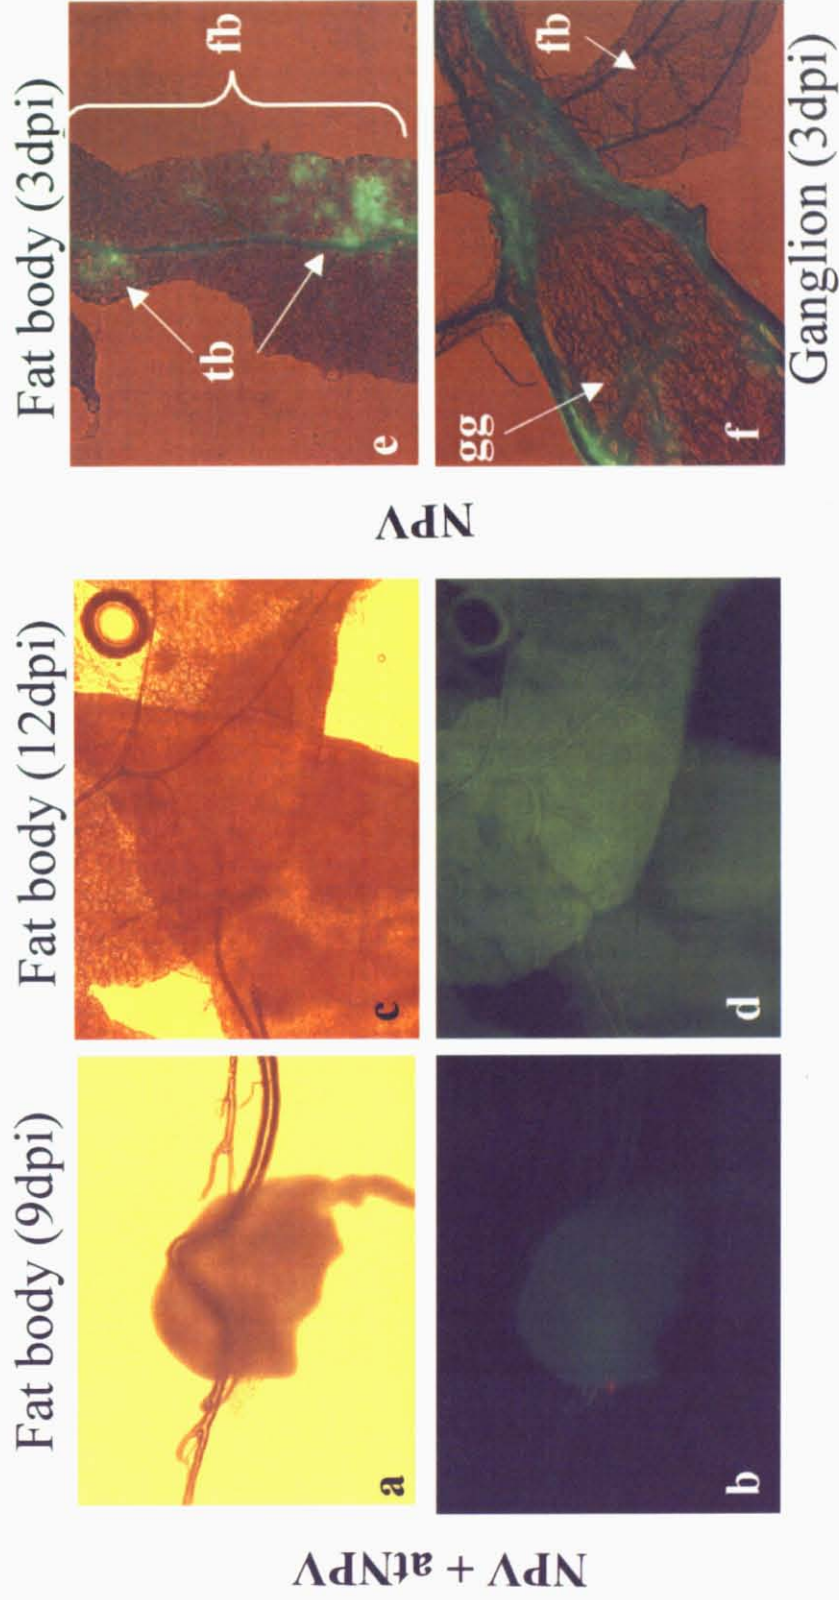 Fat body (9dpi)
Fat body (12dpi)
Fat body (3dpi)
NPV + atNPV
a
c
NPV
e
tb
fb
b
d
f
gg
fb
Ganglion (3dpi)